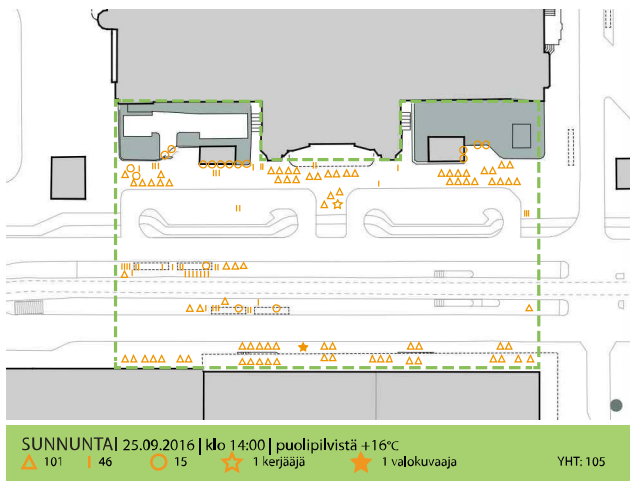 SUNNUNTAI 25.09.2016 | klo 14:00 | puolipilvistä +16°C
101 46 15 1 kerjääjä 1 valokuvaaja YHT: 105